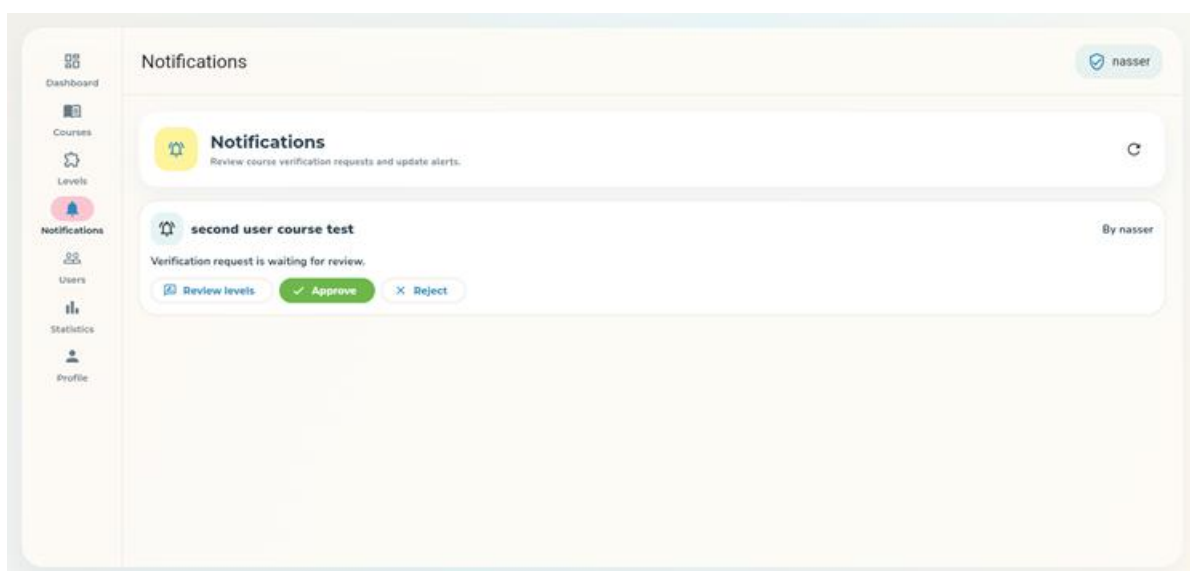 Dashboard
Courses
Levels
Notifications
Users
Statistics
Profile
Notifications
nasser
Notifications
Review course verification requests and update alerts.
second user course test
By nasser
Verification request is waiting for review.
Review levels
Approve
Reject